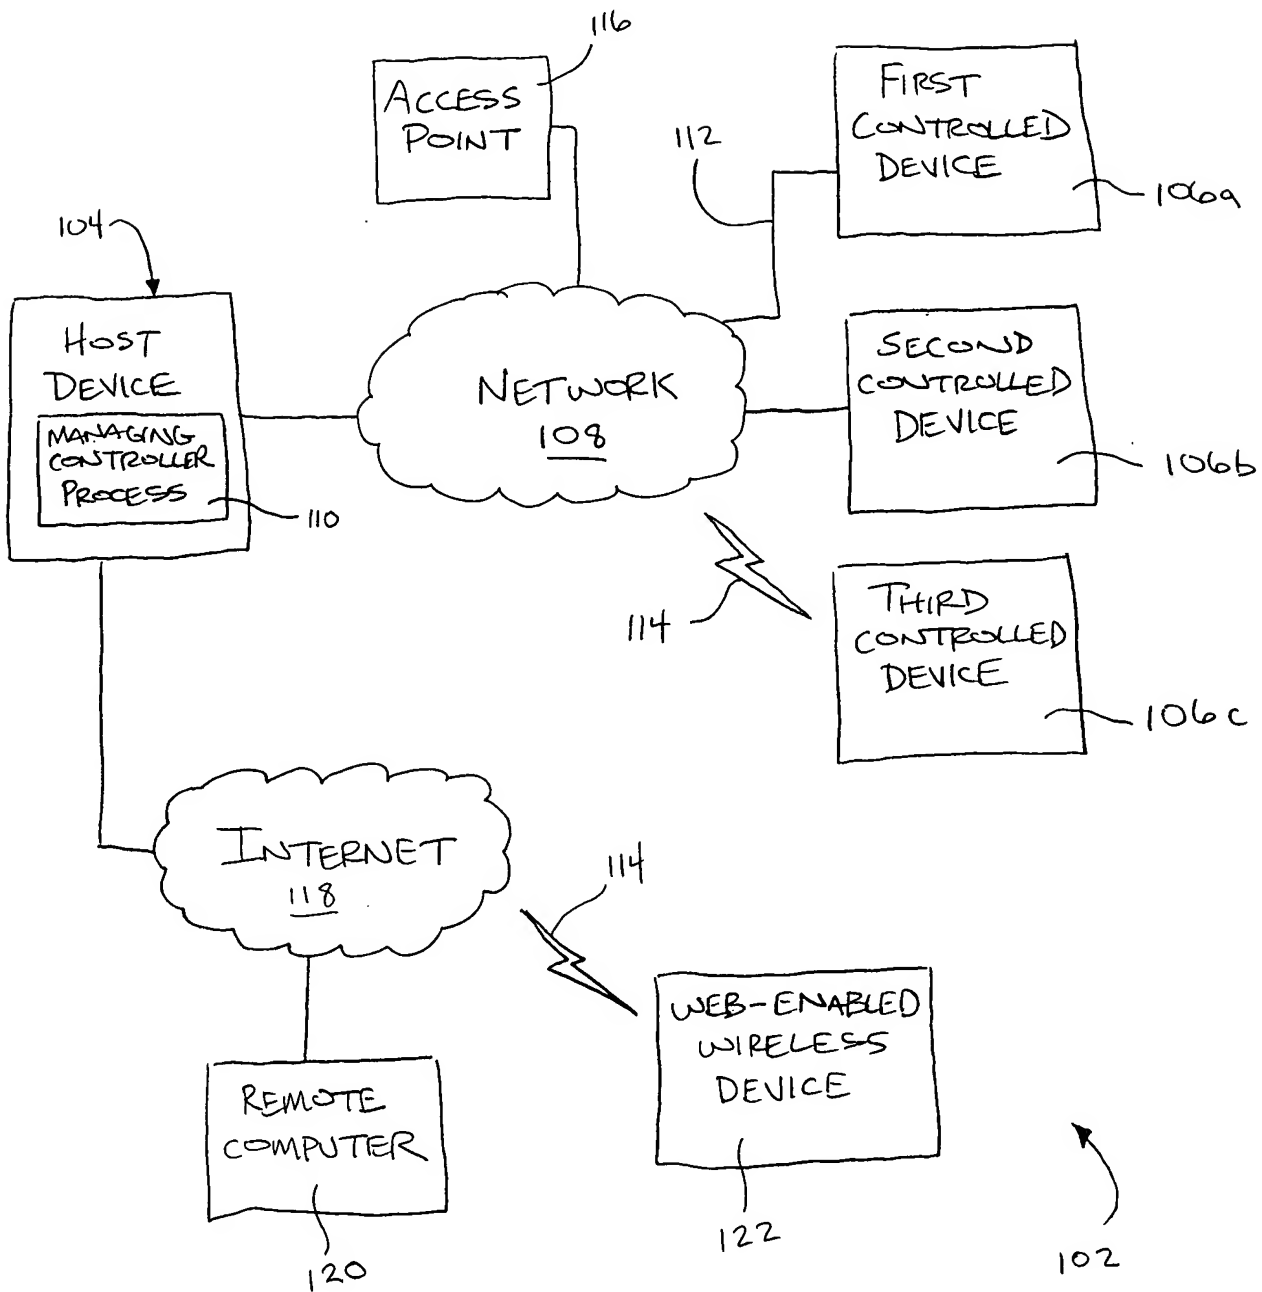 116
ACCESS
POINT
112
FIRST
CONTROLLED
DEVICE
106a
104
HOST
DEVICE
MANAGING
CONTROLLER
PROCESS
110
NETWORK
108
SECOND
CONTROLLED
DEVICE
106b
114
THIRD
CONTROLLED
DEVICE
106c
INTERNET
118
114
WEB-ENABLED
WIRELESS
DEVICE
122
REMOTE
COMPUTER
120
102